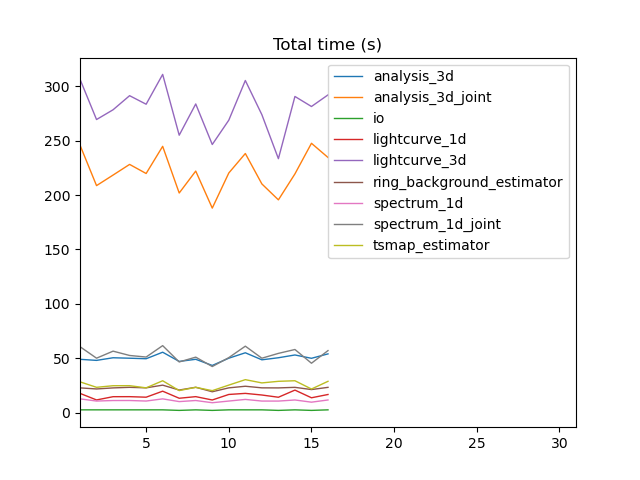 Total time (s)
300
250
200
150
100
50
0
analysis_3d
analysis_3d_joint
io
lightcurve_1d
lightcurve_3d
ring_background_estimator
spectrum_1d
spectrum_1d_joint
tsmap_estimator
5
10
15
20
25
30